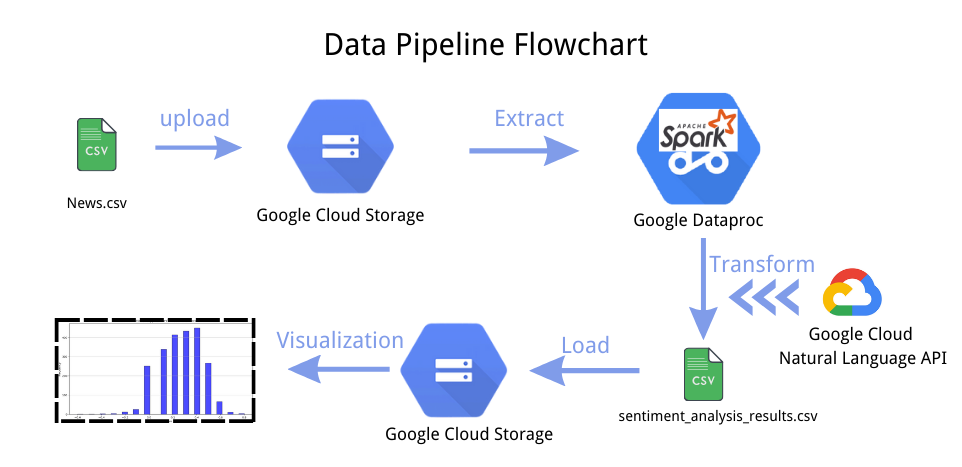 Data Pipeline Flowchart
upload
Extract
CSV
APACHE
Spark
News.csv
Google Cloud Storage
Google Dataproc
Transform
Google Cloud
Natural Language API
Visualization
Load
CSV
Google Cloud Storage
sentiment_analysis_results.csv